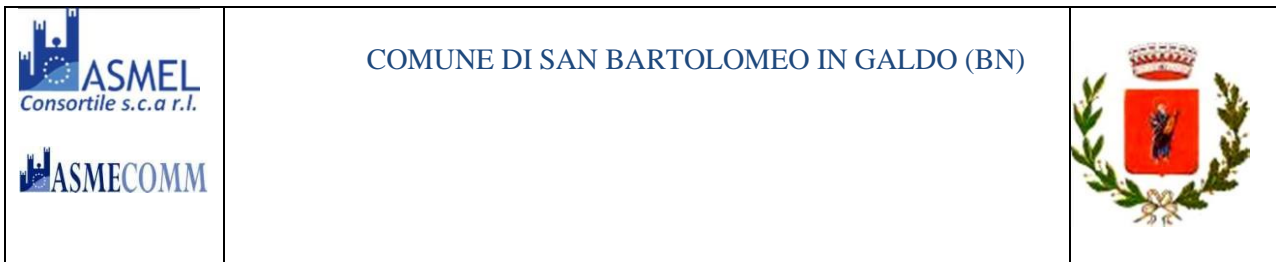 ASMEL
Consortile s.c.a r.l.
ASMECOMM
COMUNE DI SAN BARTOLOMEO IN GALDO (BN)